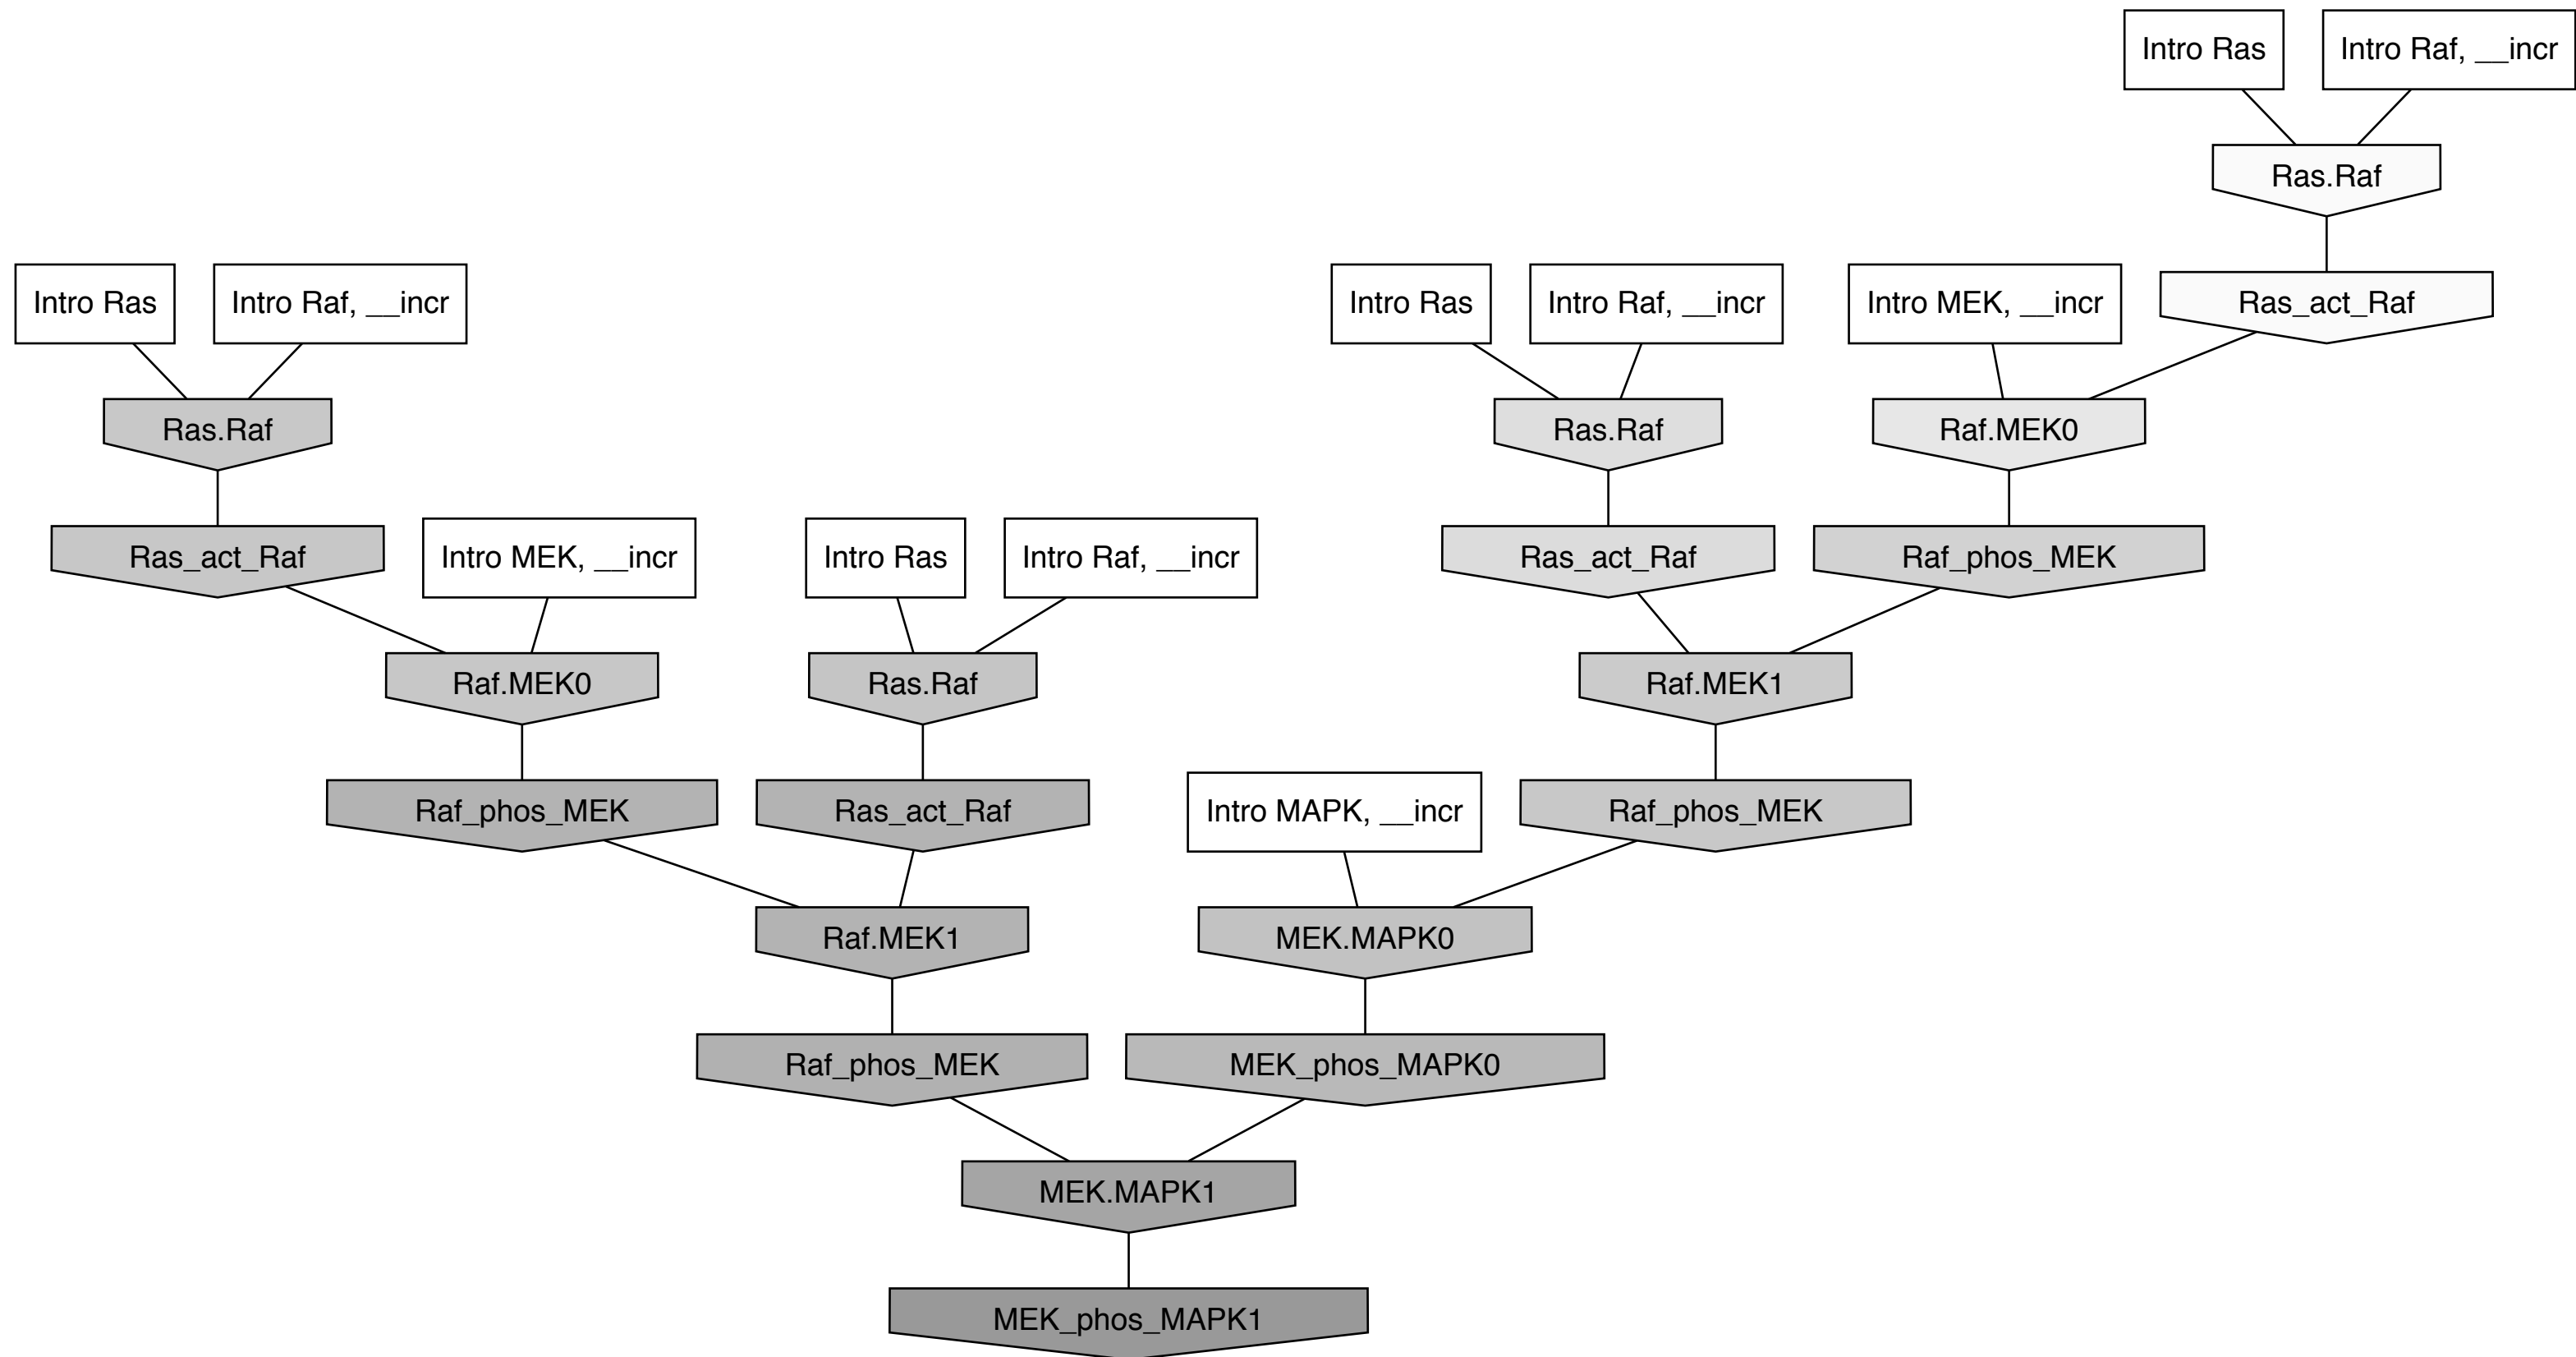 Intro Ras
Intro Raf, __incr
Ras.Raf
Intro Ras
Intro Raf, __incr
Intro Ras
Intro Raf, __incr
Intro MEK, __incr
Ras_act_Raf
Ras.Raf
Ras.Raf
Raf.MEK0
Ras_act_Raf
Intro MEK, __incr
Intro Ras
Intro Raf, __incr
Ras_act_Raf
Raf_phos_MEK
Raf.MEK0
Ras.Raf
Raf.MEK1
Raf_phos_MEK
Ras_act_Raf
Intro MAPK, __incr
Raf_phos_MEK
Raf.MEK1
MEK.MAPK0
Raf_phos_MEK
MEK_phos_MAPK0
MEK.MAPK1
MEK_phos_MAPK1